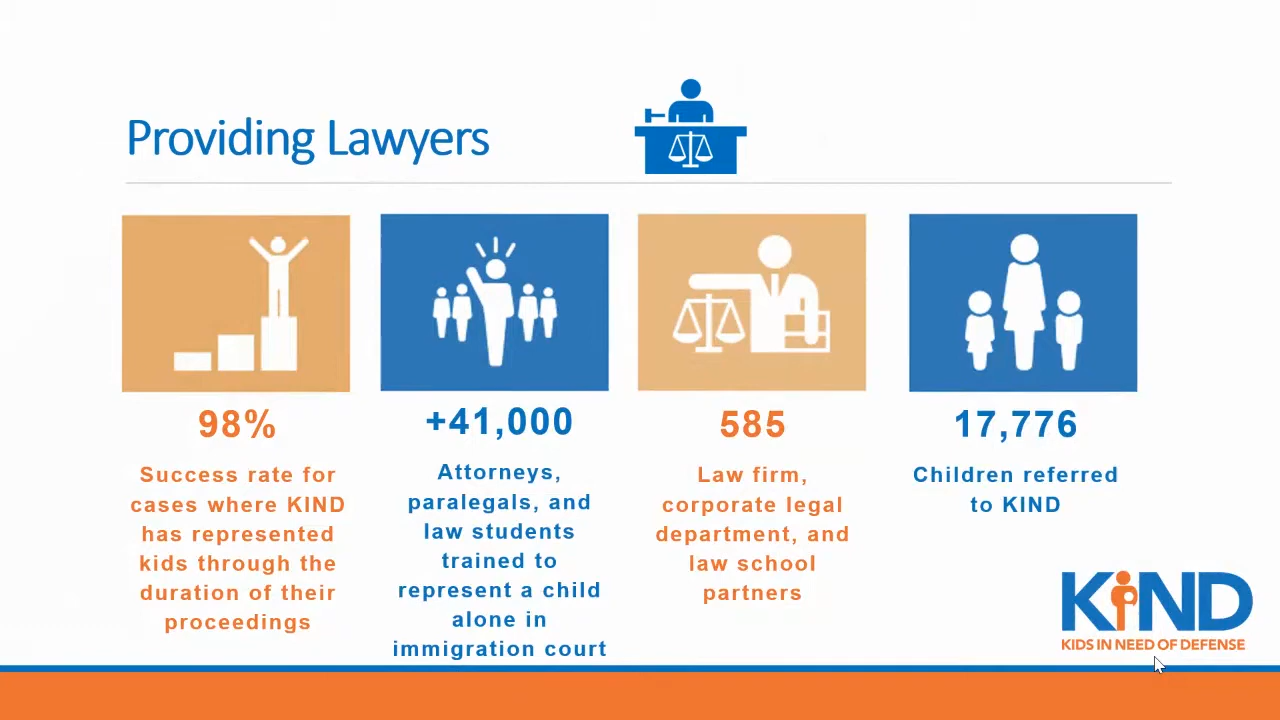 Providing Lawyers
98%
Success rate for
cases where KIND
has represented
kids through the
duration of their
proceedings
+41,000
Attorneys,
paralegals, and
law students
trained to
represent a child
alone in
immigration court
585
Law firm,
corporate legal
department, and
law school
partners
17,776
Children referred
to KIND
KIND
KIDS IN NEED OF DEFENSE